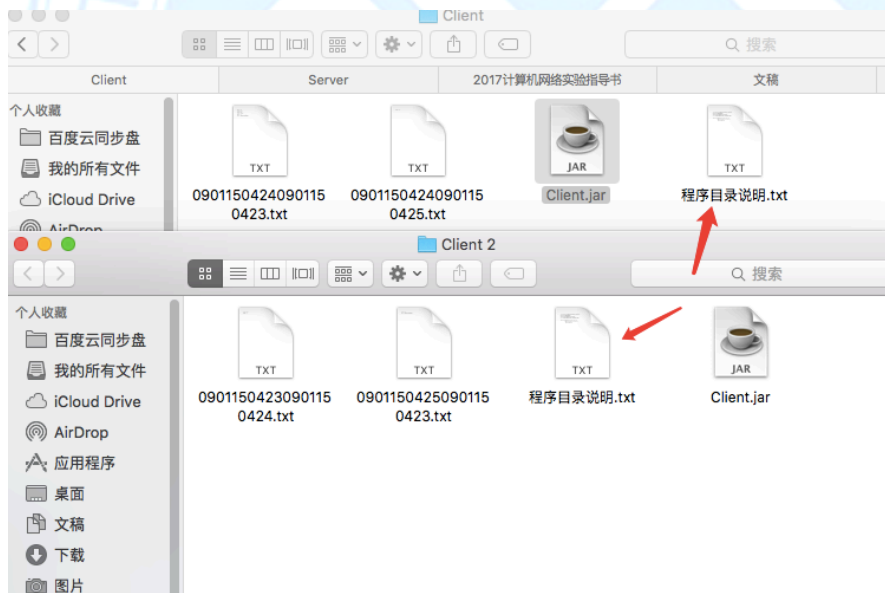 Client
搜索
Client
Server
2017计算机网络实验指导书
文稿
个人收藏
百度云同步盘
我的所有文件
iCloud Drive
AirDrop
TXT
TXT
JAR
TXT
0901150424090115
0423.txt
0901150424090115
0425.txt
Client.jar
程序目录说明.txt
Client 2
搜索
个人收藏
百度云同步盘
我的所有文件
iCloud Drive
AirDrop
应用程序
桌面
文稿
下载
图片
TXT
TXT
TXT
JAR
0901150423090115
0424.txt
0901150425090115
0423.txt
程序目录说明.txt
Client.jar